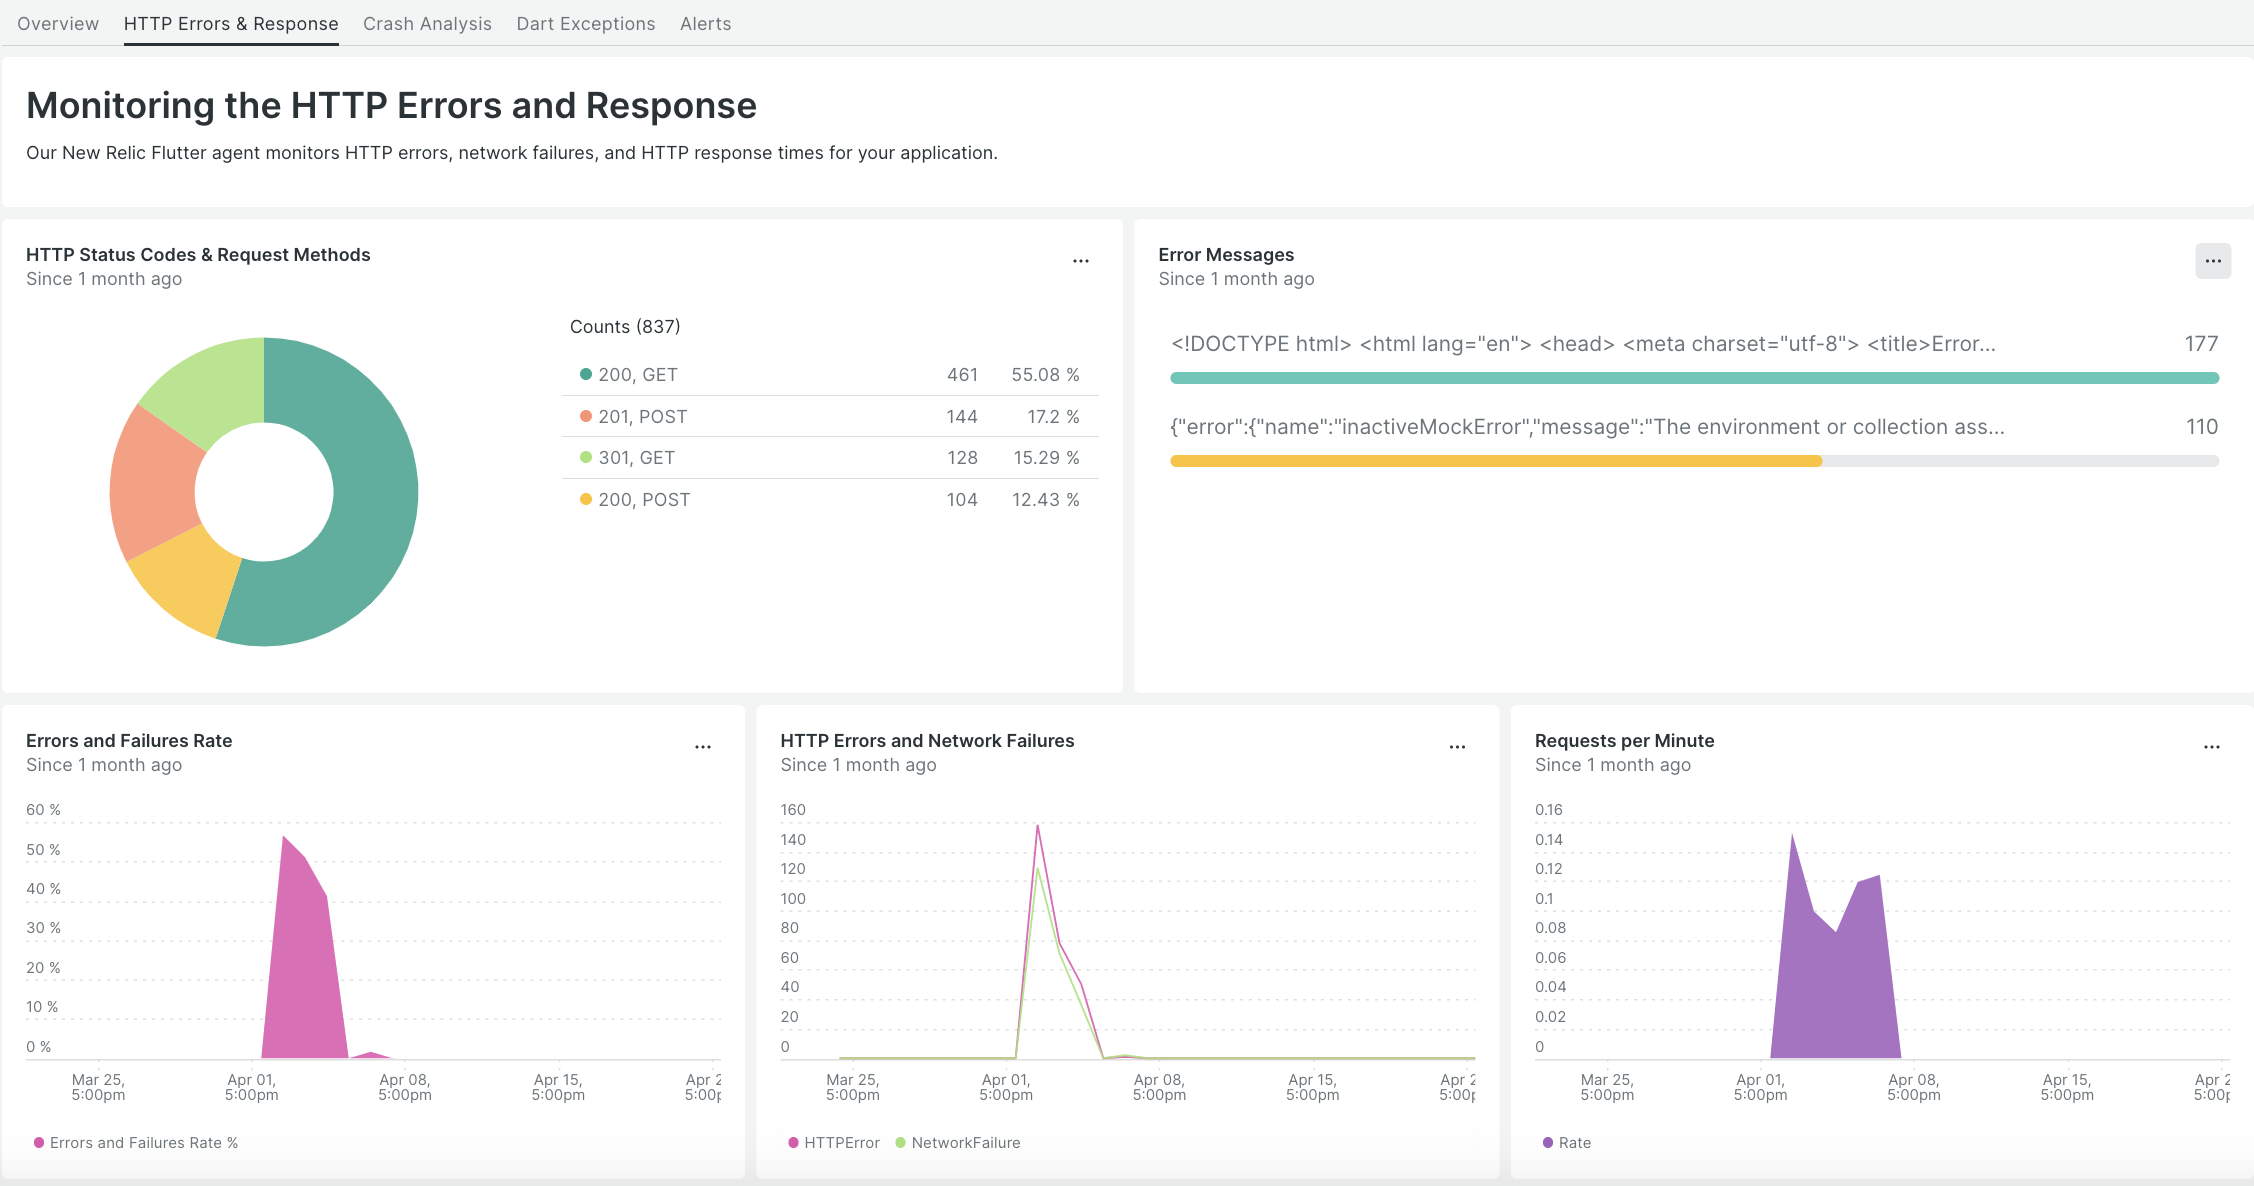 Overview HTTP Errors & Response Crash Analysis Dart Exceptions Alerts
Monitoring the HTTP Errors and Response
Our New Relic Flutter agent monitors HTTP errors, network failures, and HTTP response times for your application.
HTTP Status Codes & Request Methods
Since 1 month ago
Counts (837)
200, GET 461 55.08 %
201, POST 144 17.2 %
301, GET 128 15.29 %
200, POST 104 12.43 %
Error Messages
Since 1 month ago
<!DOCTYPE html> <html lang="en"> <head> <meta charset="utf-8"> <title>Error... 177
{"error":{"name":"inactiveMockError","message":"The environment or collection ass... 110
Errors and Failures Rate
Since 1 month ago
60 %
50 %
40 %
30 %
20 %
10 %
0 %
Mar 25, Apr 01, Apr 08, Apr 15, Apr 2
5:00pm 5:00pm 5:00pm 5:00pm 5:00p
Errors and Failures Rate %
HTTP Errors and Network Failures
Since 1 month ago
160
140
120
100
80
60
40
20
0
Mar 25, Apr 01, Apr 08, Apr 15, Apr 2
5:00pm 5:00pm 5:00pm 5:00pm 5:00p
HTTPError NetworkFailure
Requests per Minute
Since 1 month ago
0.16
0.14
0.12
0.1
0.08
0.06
0.04
0.02
0
Mar 25, Apr 01, Apr 08, Apr 15, Apr 2
5:00pm 5:00pm 5:00pm 5:00pm 5:00p
Rate